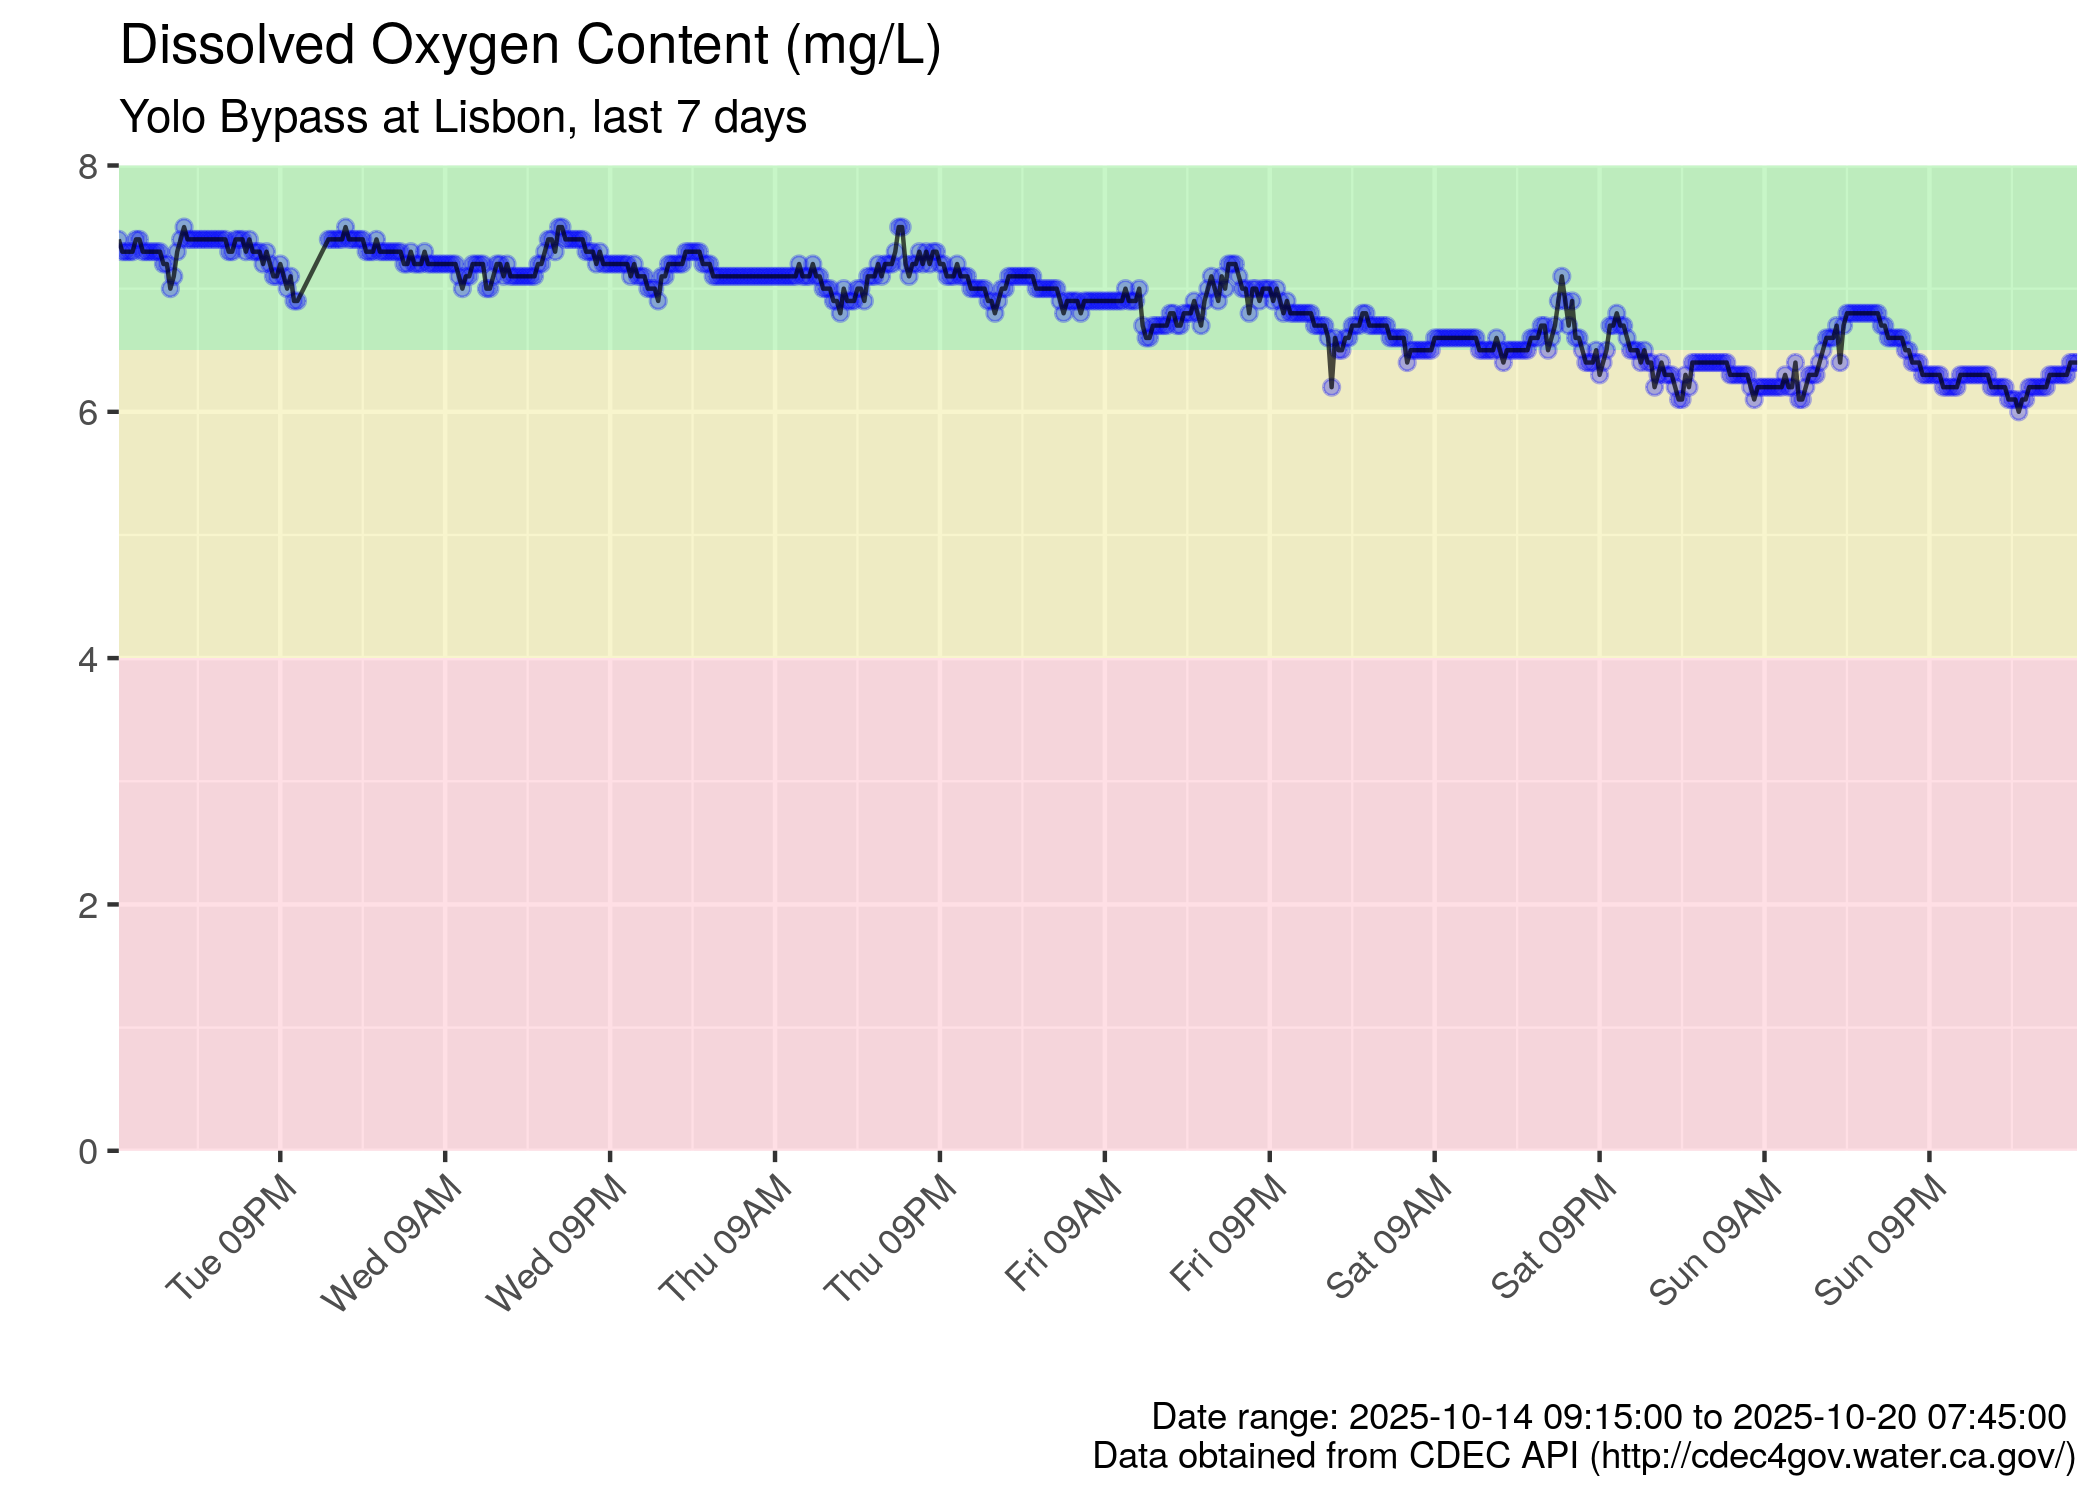 Dissolved Oxygen Content (mg/L)
Yolo Bypass at Lisbon, last 7 days
8
6
4
2
0
Tue 09PM
Wed 09AM
Wed 09PM
Thu 09AM
Thu 09PM
Fri 09AM
Fri 09PM
Sat 09AM
Sat 09PM
Sun 09AM
Sun 09PM
Date range: 2025-10-14 09:15:00 to 2025-10-20 07:45:00
Data obtained from CDEC API (http://cdec4gov.water.ca.gov/)